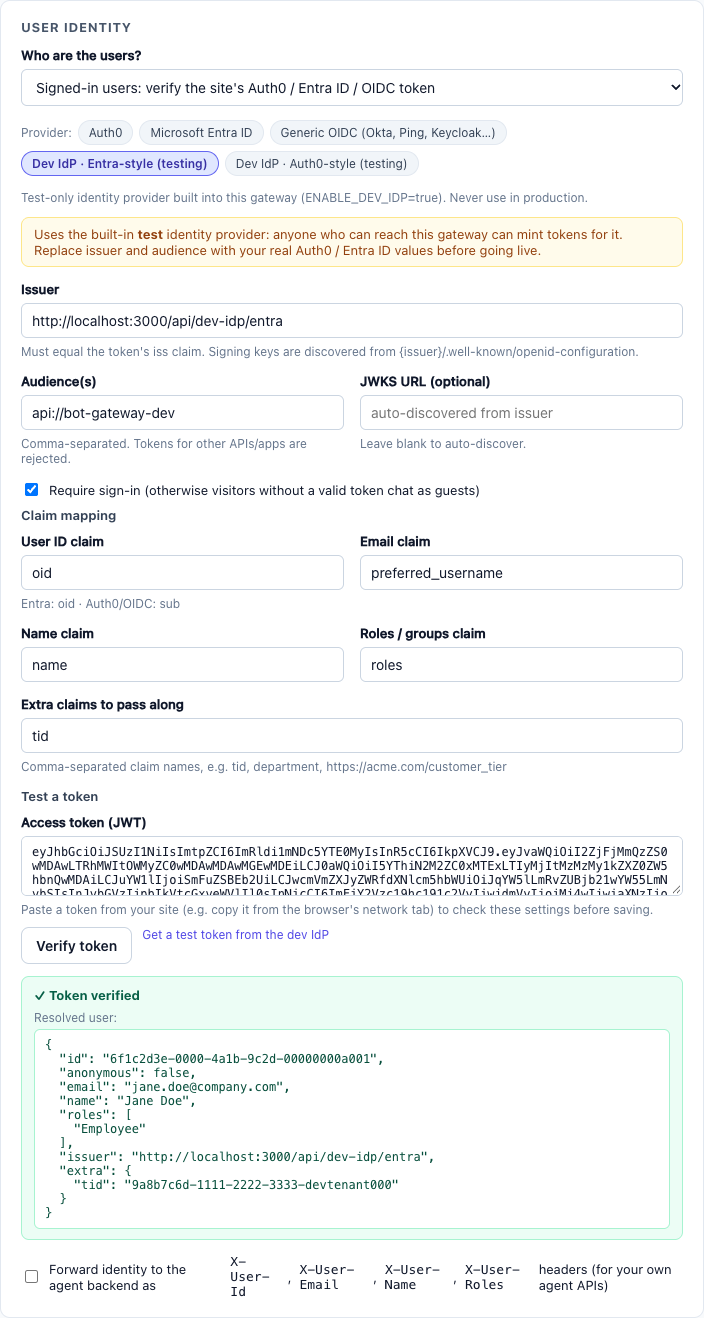 USER IDENTITY
Who are the users?
Signed-in users: verify the site's Auth0 / Entra ID / OIDC token
Provider: Auth0 Microsoft Entra ID Generic OIDC (Okta, Ping, Keycloak...)
Dev IdP · Entra-style (testing) Dev IdP · Auth0-style (testing)
Test-only identity provider built into this gateway (ENABLE_DEV_IDP=true). Never use in production.
Uses the built-in test identity provider: anyone who can reach this gateway can mint tokens for it.
Replace issuer and audience with your real Auth0 / Entra ID values before going live.
Issuer
http://localhost:3000/api/dev-idp/entra
Must equal the token's iss claim. Signing keys are discovered from {issuer}/.well-known/openid-configuration.
Audience(s) JWKS URL (optional)
api://bot-gateway-dev auto-discovered from issuer
Comma-separated. Tokens for other APIs/apps are Leave blank to auto-discover.
rejected.
Require sign-in (otherwise visitors without a valid token chat as guests)
Claim mapping
User ID claim Email claim
oid preferred_username
Entra: oid · Auth0/OIDC: sub
Name claim Roles / groups claim
name roles
Extra claims to pass along
tid
Comma-separated claim names, e.g. tid, department, https://acme.com/customer_tier
Test a token
Access token (JWT)
Paste a token from your site (e.g. copy it from the browser's network tab) to check these settings before saving.
Verify token Get a test token from the dev IdP
✓ Token verified
Resolved user:
{
"id": "6f1c2d3e-0000-4a1b-9c2d-00000000a001",
"anonymous": false,
"email": "jane.doe@company.com",
"name": "Jane Doe",
"roles": [
"Employee"
],
"issuer": "http://localhost:3000/api/dev-idp/entra",
"extra": {
"tid": "9a8b7c6d-1111-2222-3333-devtenant000"
}
}
Forward identity to the agent backend as X-User-Id, X-User-Email, X-User-Name, X-User-Roles headers (for your own agent APIs)